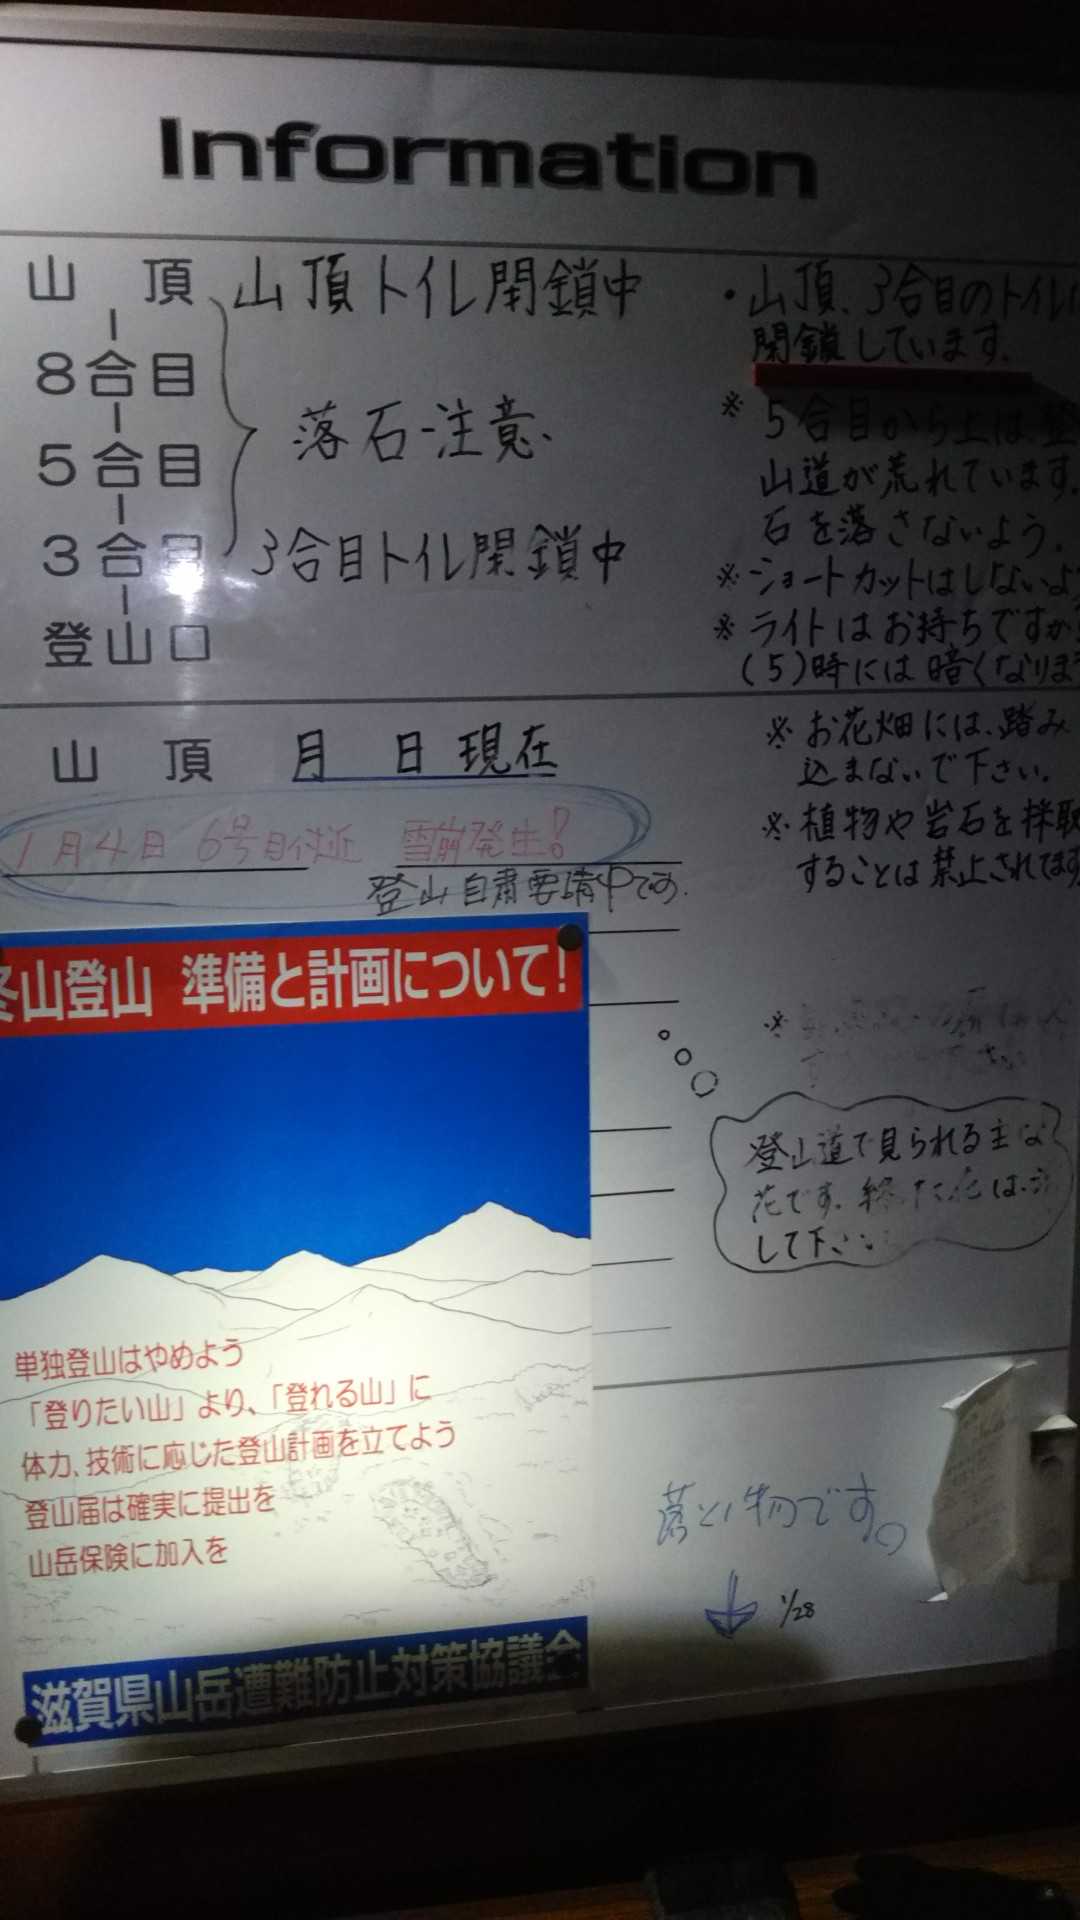 Information
山 頂
8合目
5合目
3合目
登山口
山頂トイレ閉鎖中
落石注意、
3合目トイレ閉鎖中
・山頂、3合目のトイレ
閉鎖しています。
※ 5合目から上は、登
山道が荒れています。
石を落さないよう。
※ショートカットはしないよう
※ライトはお持ちですか
(5)時には暗くなりま
※お花畑には、踏み
込まないで下さい。
※植物や岩石を採取
することは禁止されてます
山 頂 月 日 現在
1月4日 6号目付近 雪崩発生!
登山自粛要請中です。
冬山登山 準備と計画について!
単独登山はやめよう
「登りたい山」より、「登れる山」に
体力、技術に応じた登山計画を立てよう
登山届は確実に提出を
山岳保険に加入を
滋賀県山岳遭難防止対策協議会
※
登山道で見られる主な
花です。終
して下
落とし物です。
↓ 1/28